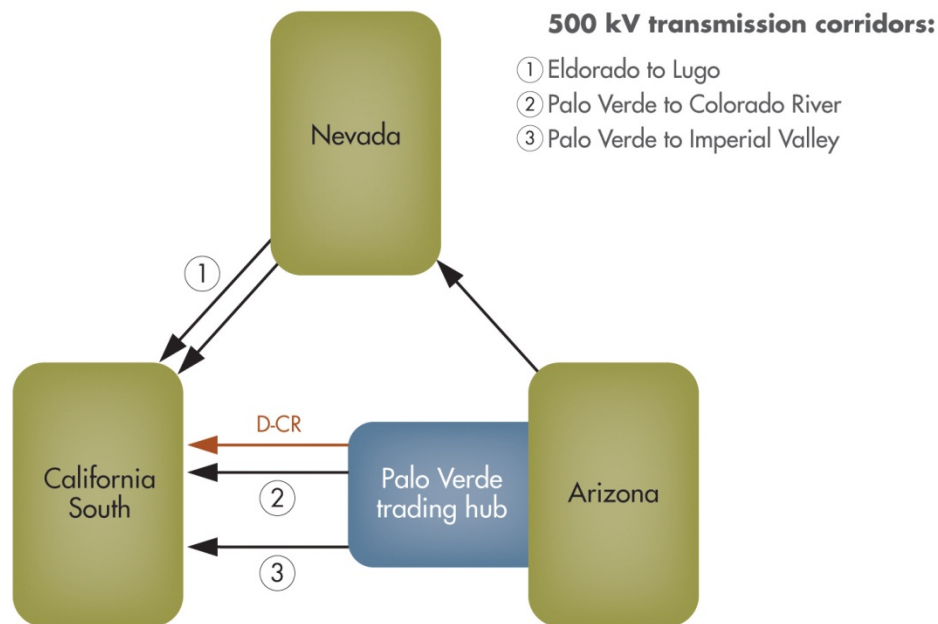 500 kV transmission corridors:
1 Eldorado to Lugo
2 Palo Verde to Colorado River
3 Palo Verde to Imperial Valley
Nevada
1
D-CR
California
South
2
Palo Verde
trading hub
Arizona
3